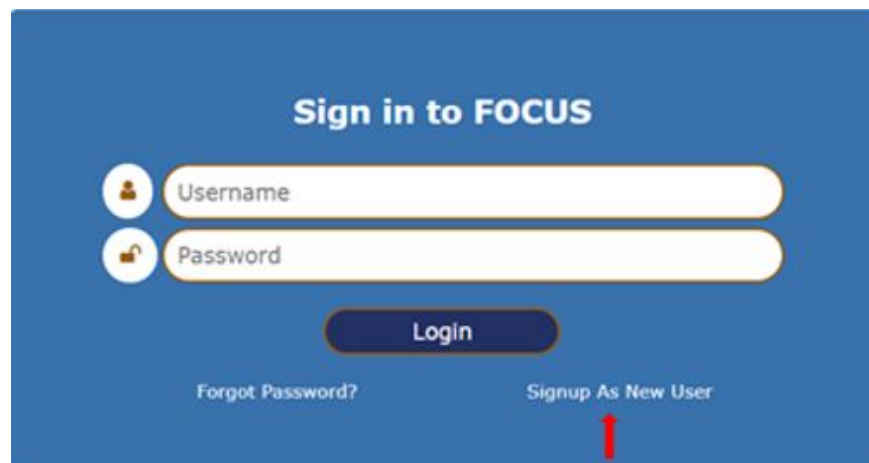 Sign in to FOCUS
Username
Password
Login
Forgot Password? Signup As New User